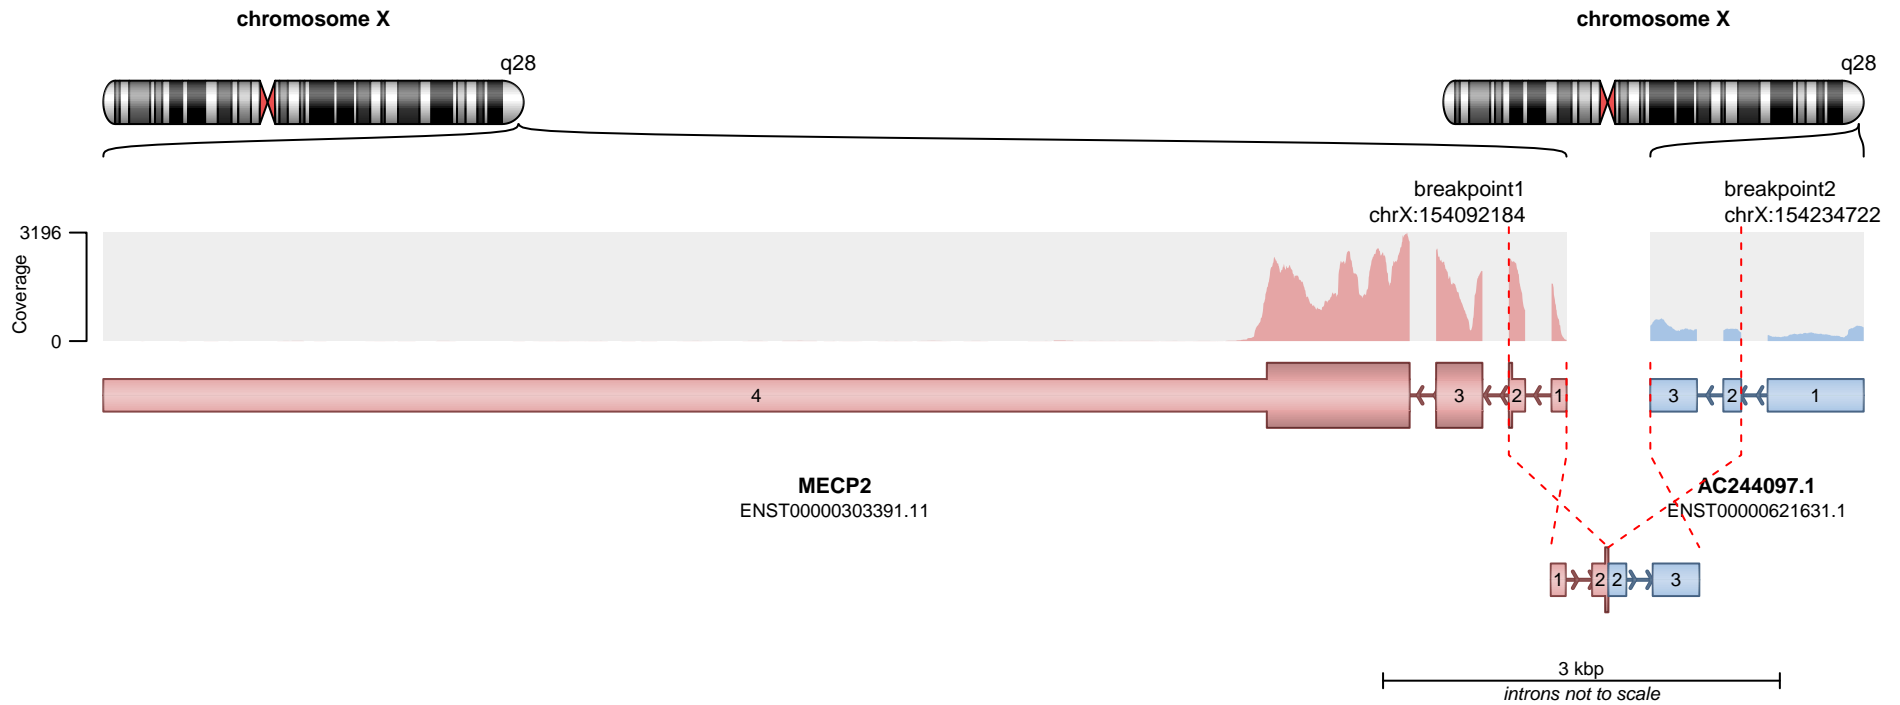 chromosome X
chromosome X
q28
q28
breakpoint1
chrX:154092184
breakpoint2
chrX:154234722
3196
Coverage
0
4
3
2
1
3
2
1
MECP2
ENST00000303391.11
AC244097.1
ENST00000621631.1
1
2
2
3
3 kbp
introns not to scale